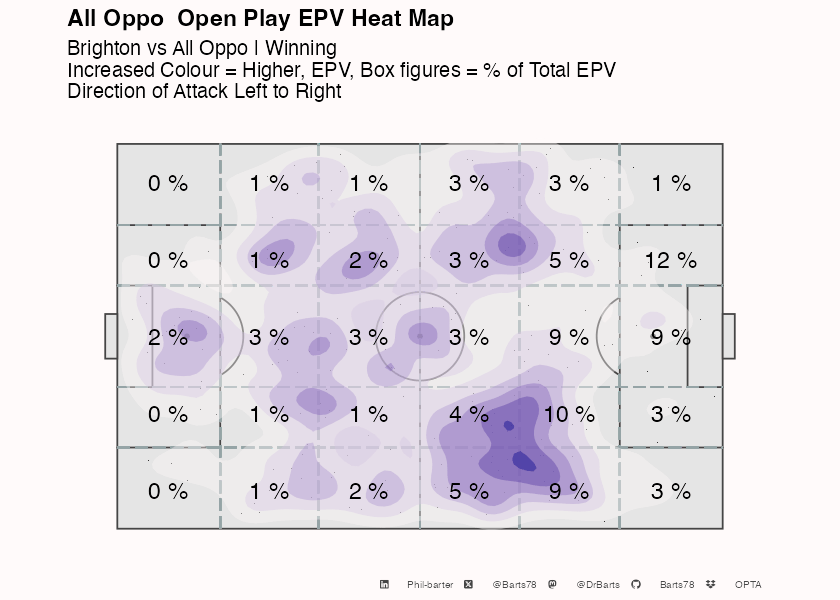 All Oppo  Open Play EPV Heat Map
Brighton vs All Oppo | Winning
Increased Colour = Higher, EPV, Box figures = % of Total EPV
Direction of Attack Left to Right
0 % 1 % 1 % 3 % 3 % 1 %
0 % 1 % 2 % 3 % 5 % 12 %
2 % 3 % 3 % 3 % 9 % 9 %
0 % 1 % 1 % 4 % 10 % 3 %
0 % 1 % 2 % 5 % 9 % 3 %
Phil-barter @Barts78 @DrBarts Barts78 OPTA